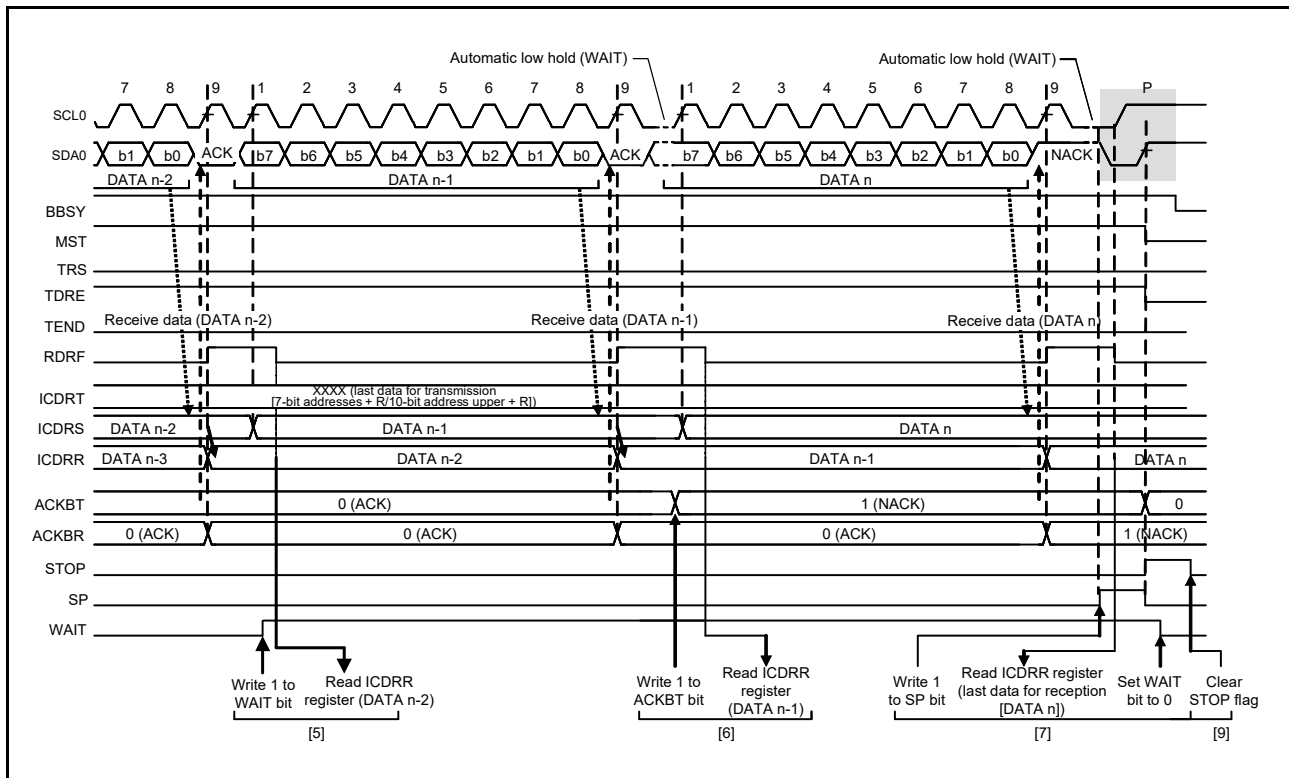 Automatic low hold (WAIT)
Automatic low hold (WAIT)
7 8 9 1 2 3 4 5 6 7 8 9 1 2 3 4 5 6 7 8 9 P
SCL0
SDA0 b1 b0 ACK b7 b6 b5 b4 b3 b2 b1 b0 ACK b7 b6 b5 b4 b3 b2 b1 b0 NACK
DATA n-2 DATA n-1 DATA n
BBSY
MST
TRS
TDRE
Receive data (DATA n-2) Receive data (DATA n-1) Receive data (DATA n)
TEND
RDRF
XXXX (last data for transmission
ICDRT
[7-bit addresses + R/10-bit address upper + R])
ICDRS DATA n-2 DATA n-1 DATA n
ICDRR DATA n-3 DATA n-2 DATA n-1 DATA n
ACKBT 0 (ACK) 1 (NACK) 0
ACKBR 0 (ACK) 0 (ACK) 0 (ACK) 1 (NACK)
STOP
SP
WAIT
Write 1 to
WAIT bit
Read ICDRR
register (DATA n-2)
[5]
Write 1 to
ACKBT bit
Read ICDRR
register
(DATA n-1)
[6]
Write 1
to SP bit
Read ICDRR register
(last data for reception
[DATA n])
Set WAIT
bit to 0
[7]
Clear
STOP flag
[9]